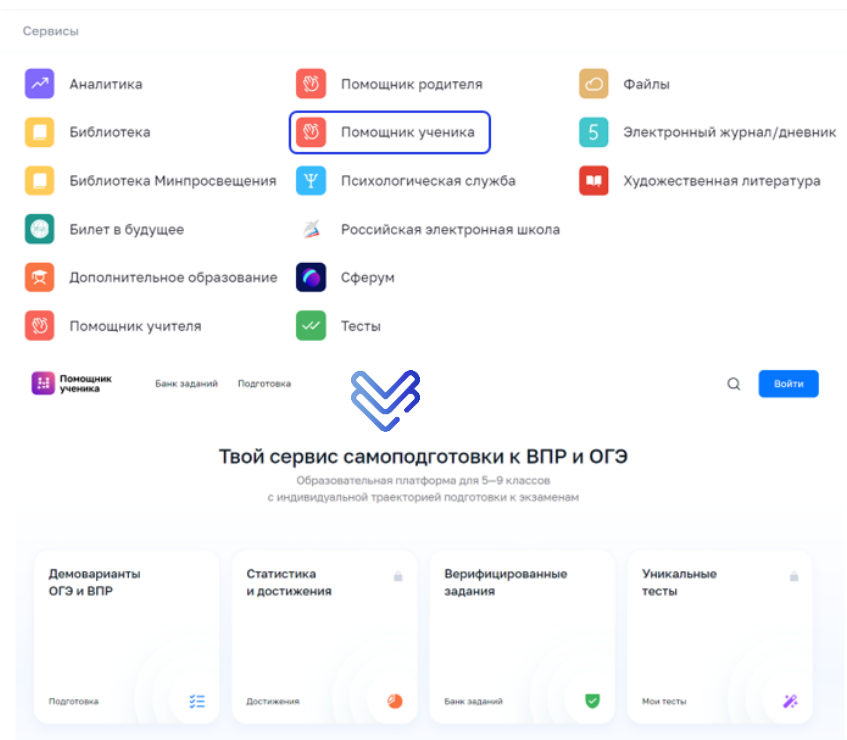 Сервисы
Аналитика
Помощник родителя
Файлы
Библиотека
Помощник ученика
5
Электронный журнал/дневник
Библиотека Минпросвещения
Ψ
Психологическая служба
Художественная литература
Билет в будущее
Российская электронная школа
Дополнительное образование
Сферум
Помощник учителя
Тесты
Помощник
ученика
Банк заданий
Подготовка
Войти
Твой сервис самоподготовки к ВПР и ОГЭ
Образовательная платформа для 5—9 классов
с индивидуальной траекторией подготовки к экзаменам
Демоварианты
ОГЭ и ВПР
Подготовка
Статистика
и достижения
Достижения
Верифицированные
задания
Банк заданий
Уникальные
тесты
Мои тесты